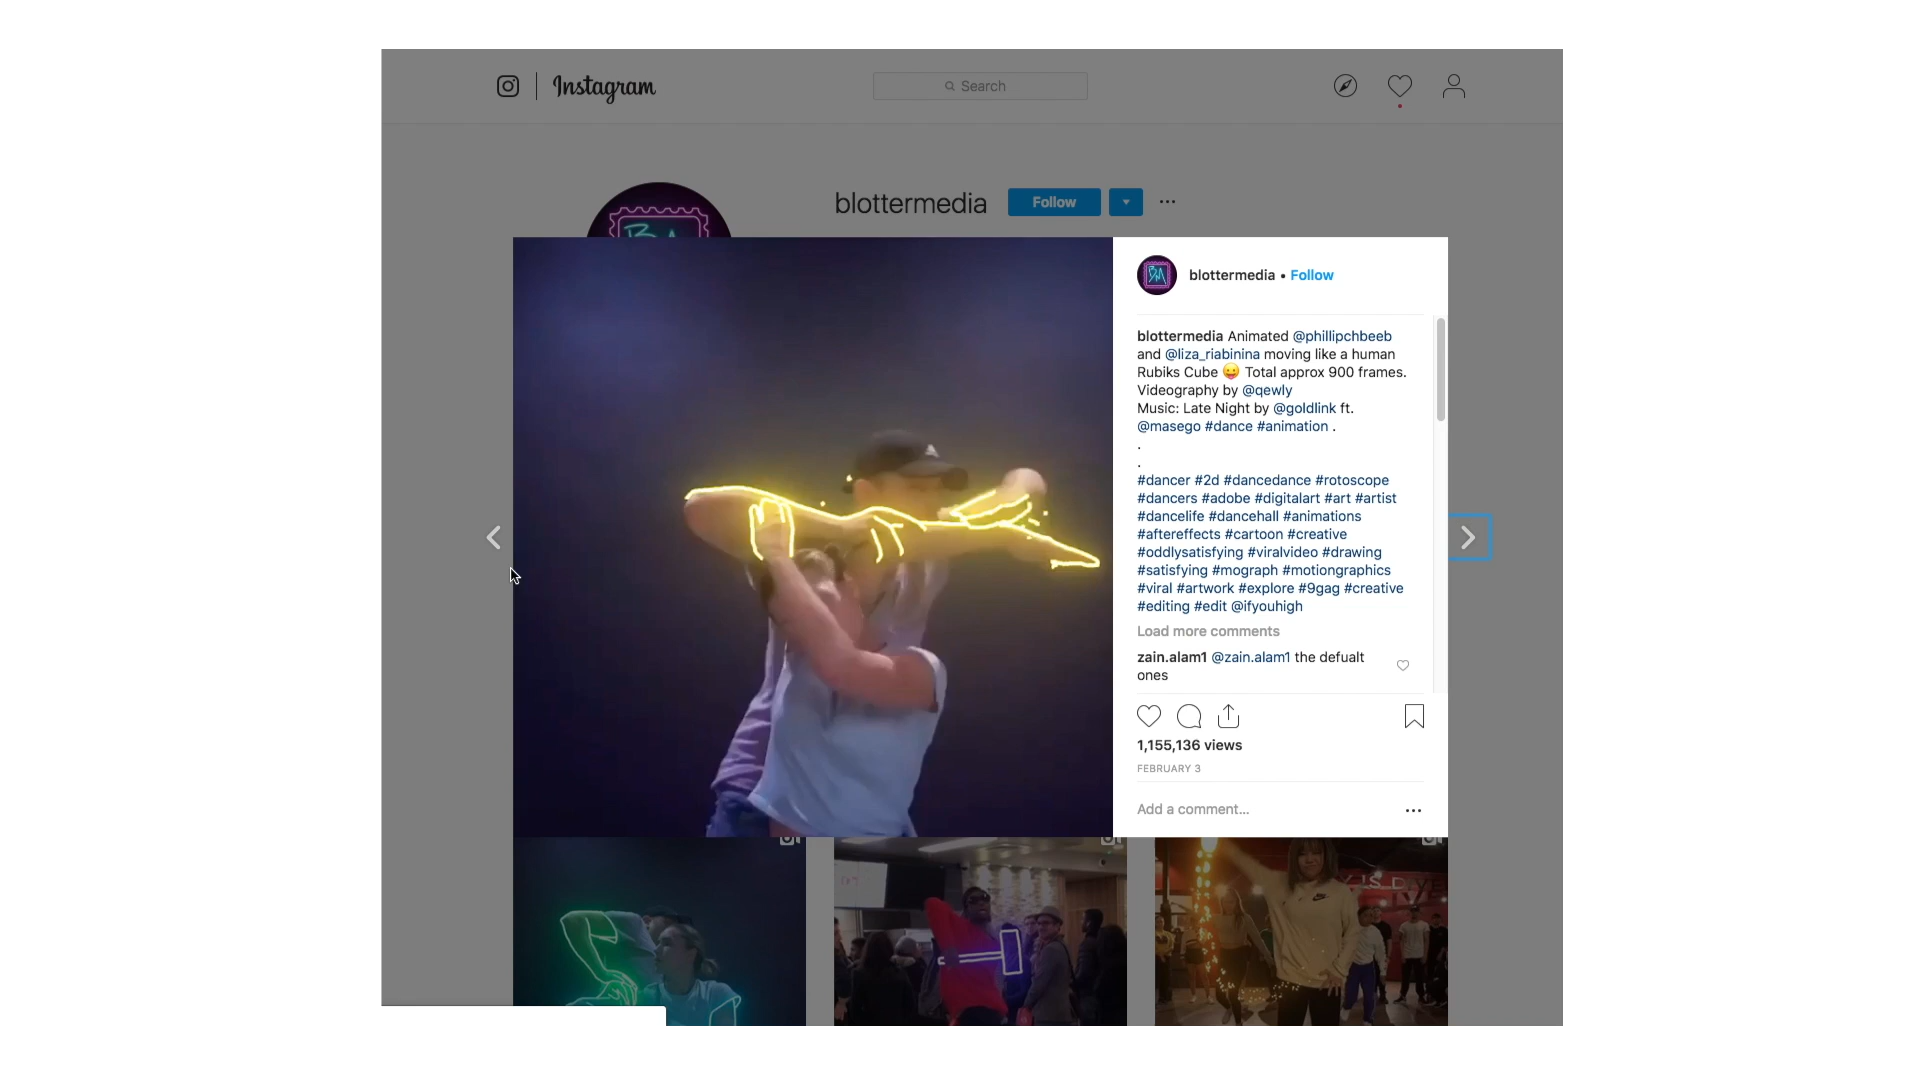 Instagram
Search
blottermedia Follow
blottermedia • Follow
blottermedia Animated @phillipchbeeb
and @liza_riabinina moving like a human
Rubiks Cube 😛 Total approx 900 frames.
Videography by @qewly
Music: Late Night by @goldlink ft.
@masego #dance #animation .
.
.
#dancer #2d #dancedance #rotoscope
#dancers #adobe #digitalart #art #artist
#dancelife #dancehall #animations
#aftereffects #cartoon #creative
#oddlysatisfying #viralvideo #drawing
#satisfying #mograph #motiongraphics
#viral #artwork #explore #9gag #creative
#editing #edit @ifyouhigh
Load more comments
zain.alam1 @zain.alam1 the defualt
ones
1,155,136 views
FEBRUARY 3
Add a comment...